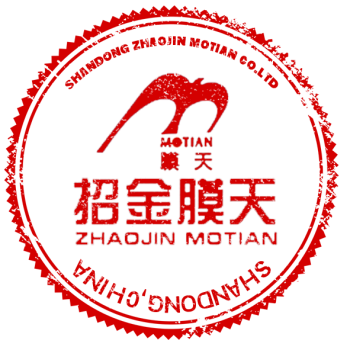 SHANDONG ZHAOJIN MOTIAN CO.LTD
MOTIAN
膜天
招金膜天
ZHAOJIN MOTIAN
SHANDONG,CHINA